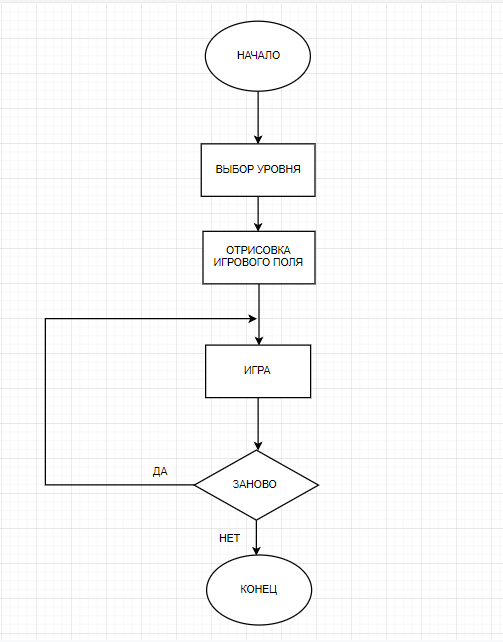 НАЧАЛО
ВЫБОР УРОВНЯ
ОТРИСОВКА
ИГРОВОГО ПОЛЯ
ИГРА
ДА
ЗАНОВО
НЕТ
КОНЕЦ